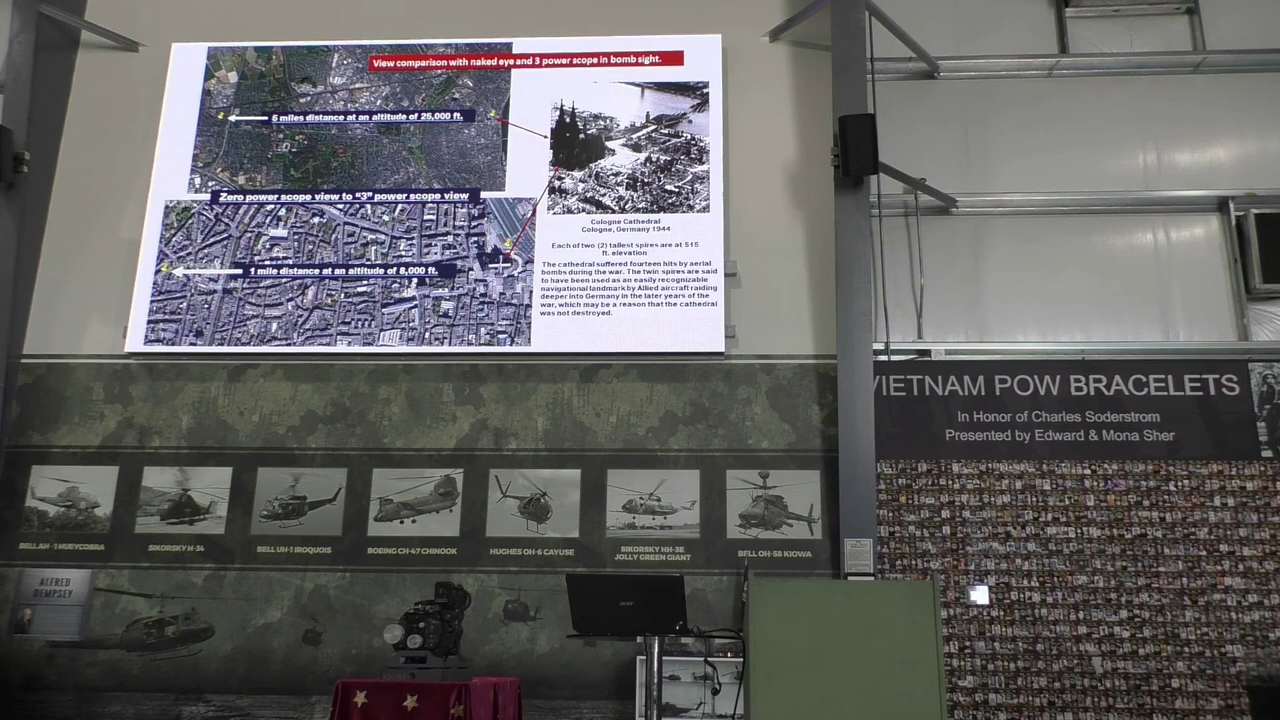 View comparison with naked eye and 3 power scope in bomb sight.
5 miles distance at an altitude of 25,000 ft.
Zero power scope view to “3” power scope view
1 mile distance at an altitude of 8,000 ft.
Cologne Cathedral
Cologne, Germany 1944
Each of two (2) tallest spires are at 515
ft. elevation
The cathedral suffered fourteen hits by aerial
bombs during the war. The twin spires are said
to have been used as an easily recognizable
navigational landmark by Allied aircraft raiding
deeper into Germany in the later years of the
war, which may be a reason that the cathedral
was not destroyed.
VIETNAM POW BRACELETS
In Honor of Charles Soderstrom
Presented by Edward & Mona Sher
BELL AH-1 HUEYCOBRA
SIKORSKY H-34
BELL UH-1 IROQUOIS
BOEING CH-47 CHINOOK
HUGHES OH-6 CAYUSE
SIKORSKY HH-3E
JOLLY GREEN GIANT
BELL OH-58 KIOWA
ALFRED
DEMPSEY
acer